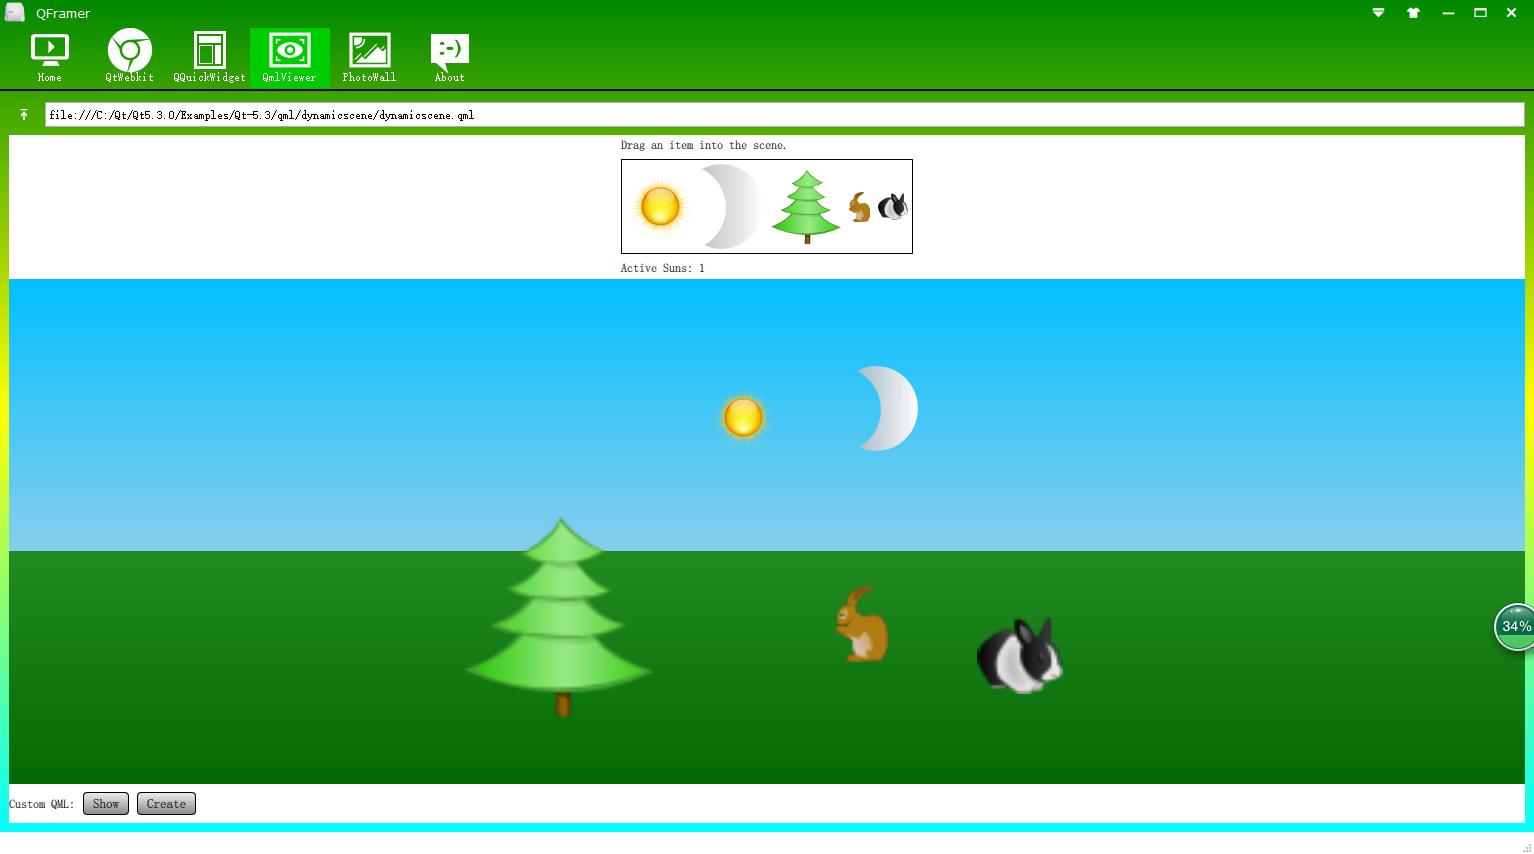 QFramer
Home QtWebkit QQuickWidget QmlViewer PhotoWall About
file:///C:/Qt/Qt5.3.0/Examples/Qt-5.3/qml/dynamicscene/dynamicscene.qml
Drag an item into the scene.
Active Suns: 1
34%
Custom QML: Show Create